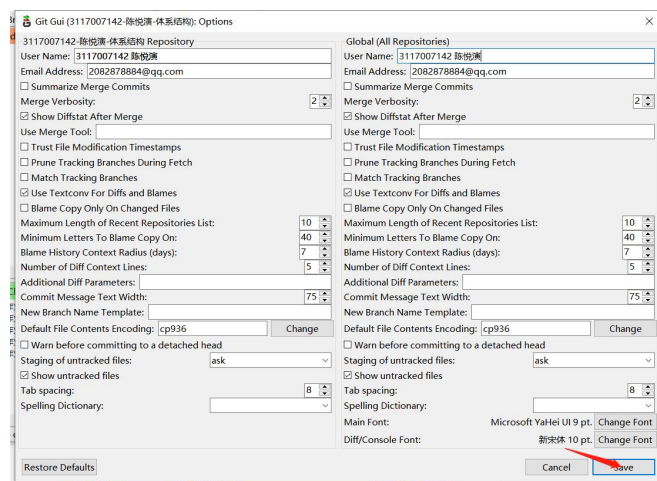 Git Gui (3117007142-陈悦演-体系结构): Options
3117007142-陈悦演-体系结构 Repository
User Name: 3117007142 陈悦演
Email Address: 2082878884@qq.com
Summarize Merge Commits
Merge Verbosity: 2
Show Diffstat After Merge
Use Merge Tool:
Trust File Modification Timestamps
Prune Tracking Branches During Fetch
Match Tracking Branches
Use Textconv For Diffs and Blames
Blame Copy Only On Changed Files
Maximum Length of Recent Repositories List: 10
Minimum Letters To Blame Copy On: 40
Blame History Context Radius (days): 7
Number of Diff Context Lines: 5
Additional Diff Parameters:
Commit Message Text Width: 75
New Branch Name Template:
Default File Contents Encoding: cp936 Change
Warn before committing to a detached head
Staging of untracked files: ask
Show untracked files
Tab spacing: 8
Spelling Dictionary:
Global (All Repositories)
User Name: 3117007142 陈悦演
Email Address: 2082878884@qq.com
Summarize Merge Commits
Merge Verbosity: 2
Show Diffstat After Merge
Use Merge Tool:
Trust File Modification Timestamps
Prune Tracking Branches During Fetch
Match Tracking Branches
Use Textconv For Diffs and Blames
Blame Copy Only On Changed Files
Maximum Length of Recent Repositories List: 10
Minimum Letters To Blame Copy On: 40
Blame History Context Radius (days): 7
Number of Diff Context Lines: 5
Additional Diff Parameters:
Commit Message Text Width: 75
New Branch Name Template:
Default File Contents Encoding: cp936 Change
Warn before committing to a detached head
Staging of untracked files: ask
Show untracked files
Tab spacing: 8
Spelling Dictionary:
Main Font: Microsoft YaHei UI 9 pt. Change Font
Diff/Console Font: 新宋体 10 pt. Change Font
Restore Defaults
Cancel
Save